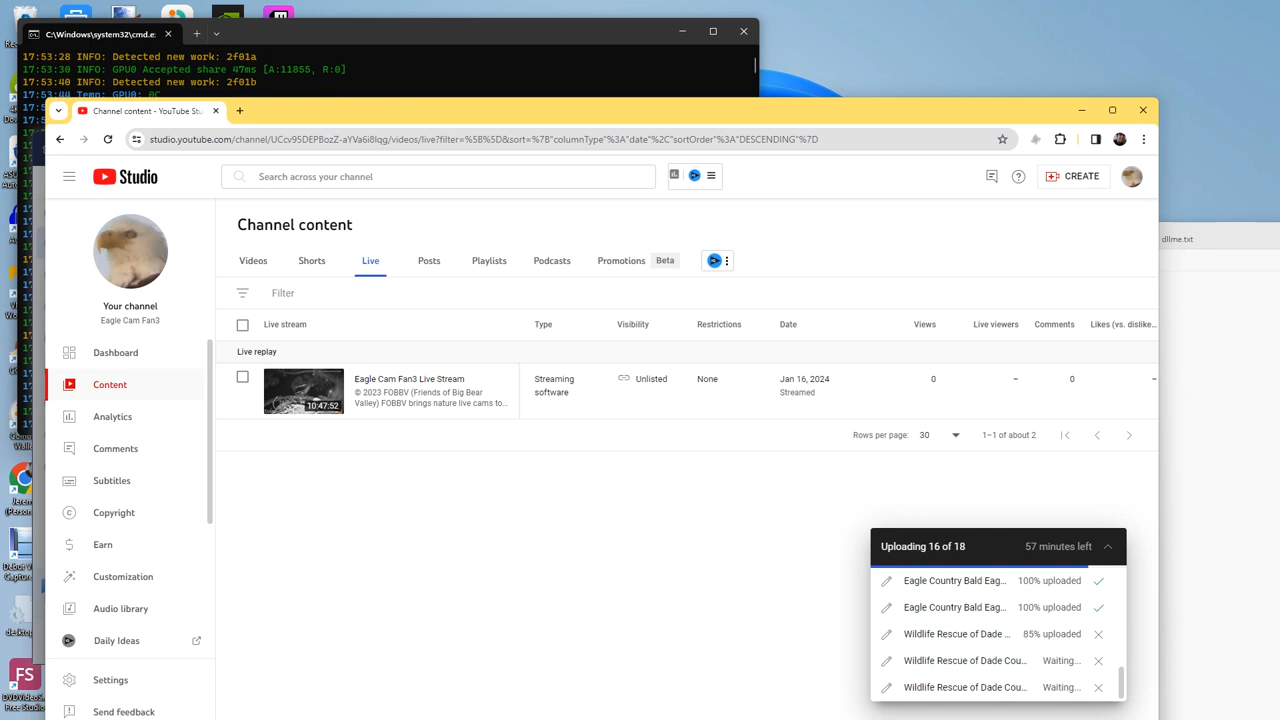 C:\Windows\system32\cmd.e:
17:53:28 INFO: Detected new work: 2f01a
17:53:30 INFO: GPU0 Accepted share 47ms [A:11855, R:0]
17:53:40 INFO: Detected new work: 2f01b
17:53:44 Temp: GPU0: 0C
Channel content - YouTube Stu
studio.youtube.com/channel/UCcv95DEPBozZ-aYVa6i8lqg/videos/live?filter=%5B%5D&sort=%7B"columnType"%3A"date"%2C"sortOrder"%3A"DESCENDING"%7D
Studio
Search across your channel
CREATE
dllme.txt
Your channel
Eagle Cam Fan3
Dashboard
Content
Analytics
Comments
Subtitles
Copyright
Earn
Customization
Audio library
Daily Ideas
Settings
Send feedback
Channel content
Videos Shorts Live Posts Playlists Podcasts Promotions Beta
Filter
Live stream Type Visibility Restrictions Date Views Live viewers Comments Likes (vs. dislike...
Live replay
Eagle Cam Fan3 Live Stream
© 2023 FOBBV (Friends of Big Bear
Valley) FOBBV brings nature live cams to...
10:47:52
Streaming
software
Unlisted
None
Jan 16, 2024
Streamed
0 – 0 –
Rows per page: 30 1–1 of about 2
Uploading 16 of 18 57 minutes left
Eagle Country Bald Eag... 100% uploaded
Eagle Country Bald Eag... 100% uploaded
Wildlife Rescue of Dade ... 85% uploaded
Wildlife Rescue of Dade Cou... Waiting...
Wildlife Rescue of Dade Cou... Waiting...